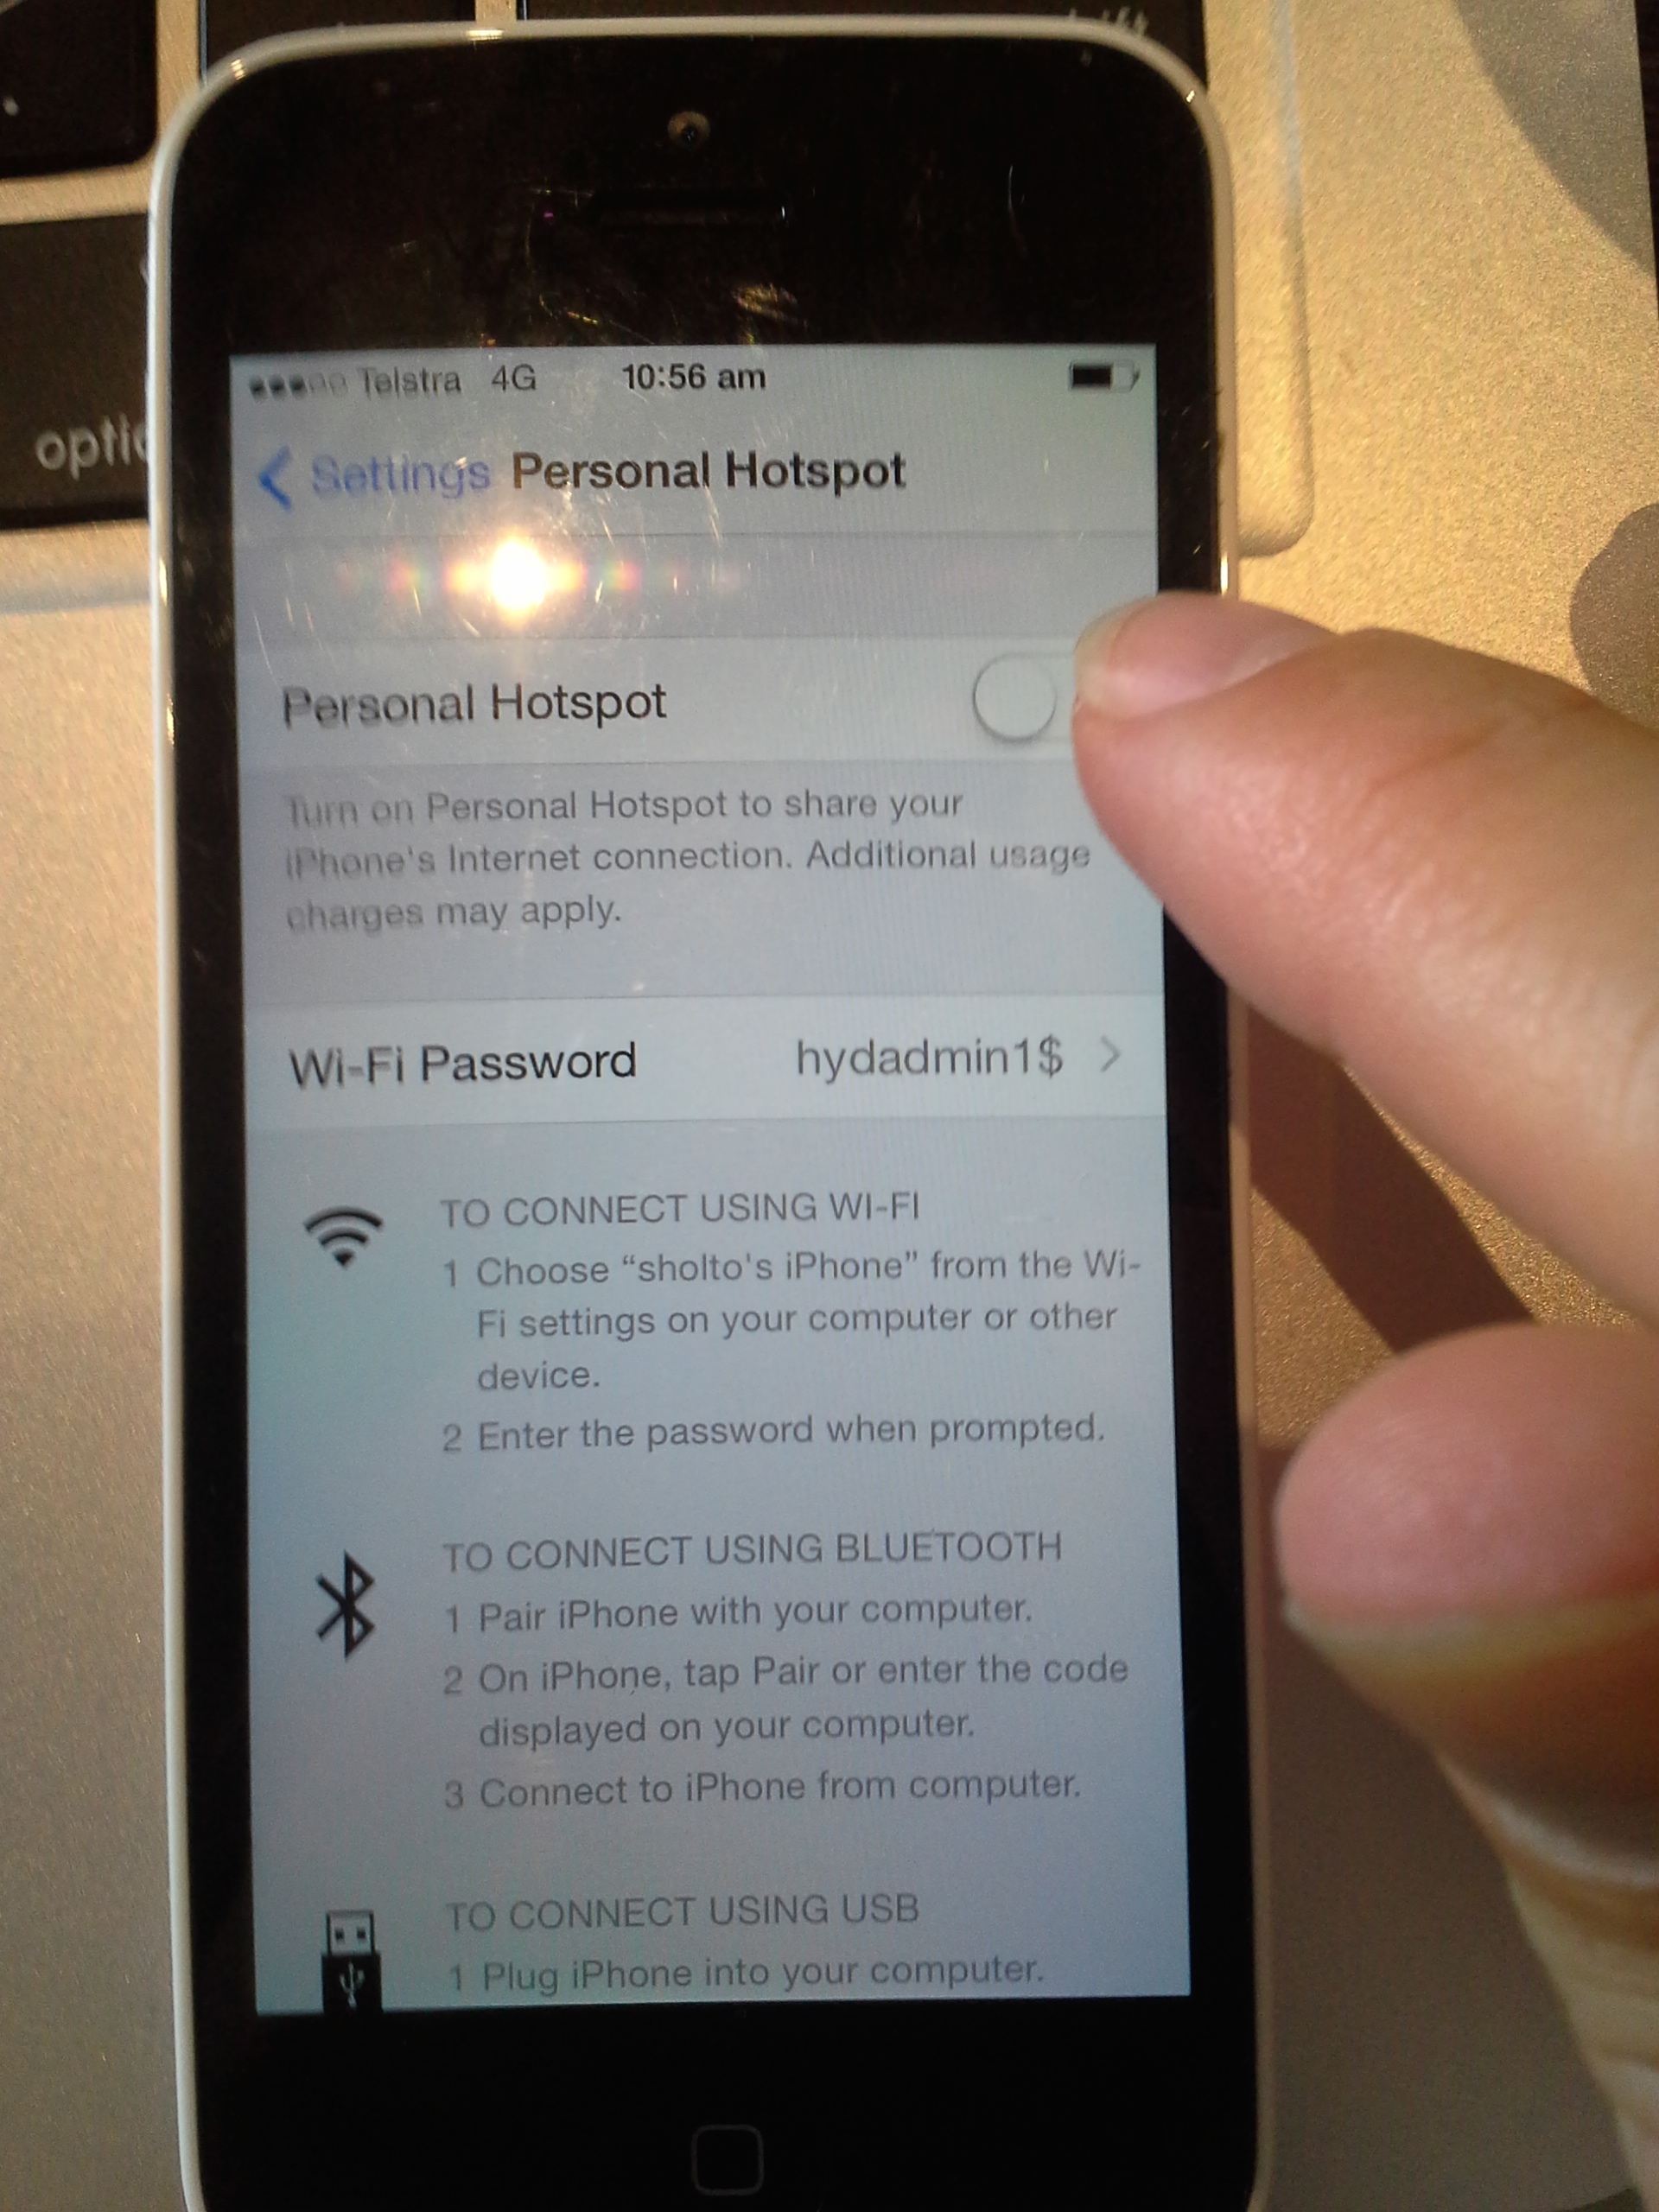 Telstra 4G 10:56 am
Settings Personal Hotspot
Personal Hotspot
Turn on Personal Hotspot to share your
iPhone's Internet connection. Additional usage
charges may apply.
Wi-Fi Password hydadmin1$
TO CONNECT USING WI-FI
1 Choose “sholto's iPhone” from the Wi-
Fi settings on your computer or other
device.
2 Enter the password when prompted.
TO CONNECT USING BLUETOOTH
1 Pair iPhone with your computer.
2 On iPhone, tap Pair or enter the code
displayed on your computer.
3 Connect to iPhone from computer.
TO CONNECT USING USB
1 Plug iPhone into your computer.